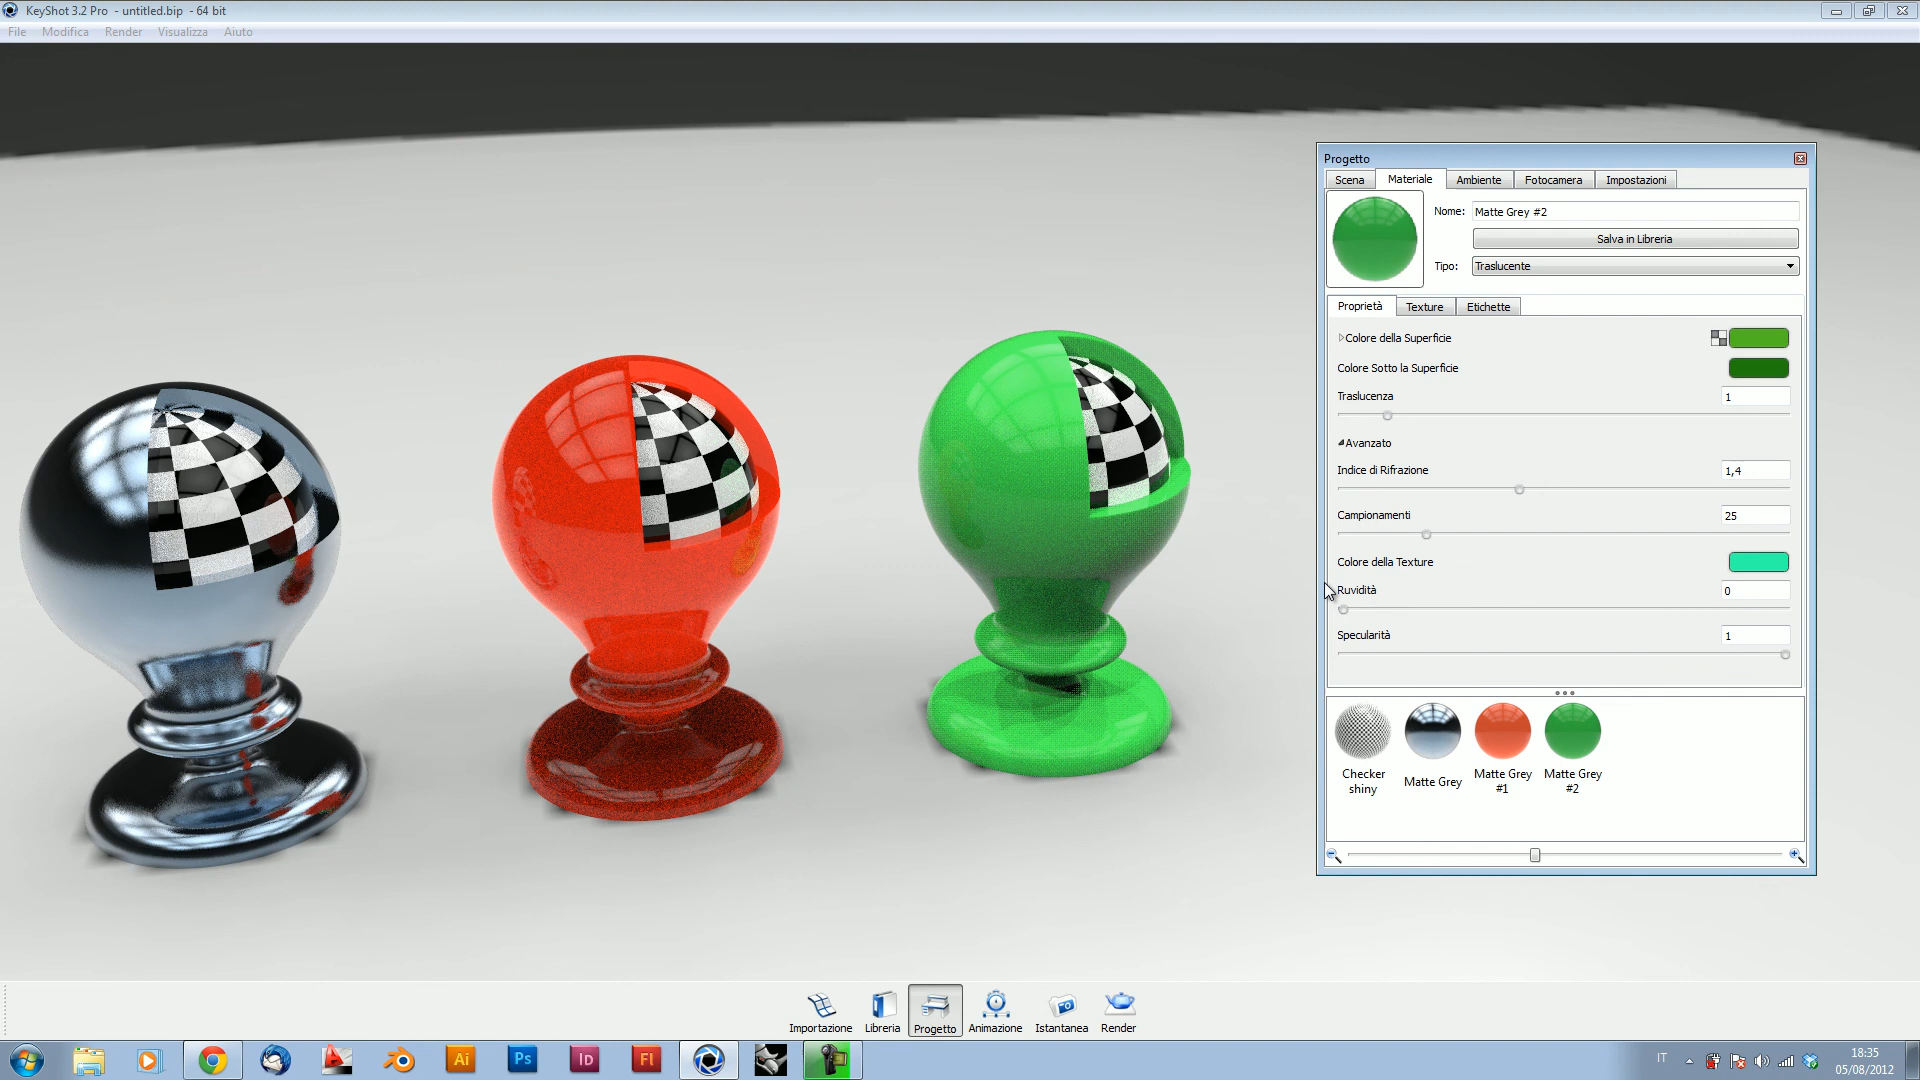 KeyShot 3.2 Pro - untitled.bip - 64 bit
File Modifica Render Visualizza Aiuto
Progetto
Scena Materiale Ambiente Fotocamera Impostazioni
Nome: Matte Grey #2
Salva in Libreria
Tipo: Traslucente
Proprietà Texture Etichette
Colore della Superficie
Colore Sotto la Superficie
Traslucenza 1
Avanzato
Indice di Rifrazione 1,4
Campionamenti 25
Colore della Texture
Ruvidità 0
Specularità 1
Checker shiny
Matte Grey
Matte Grey #1
Matte Grey #2
Importazione Libreria Progetto Animazione Istantanea Render
Ai Ps Id Fl
IT
18:35
05/08/2012